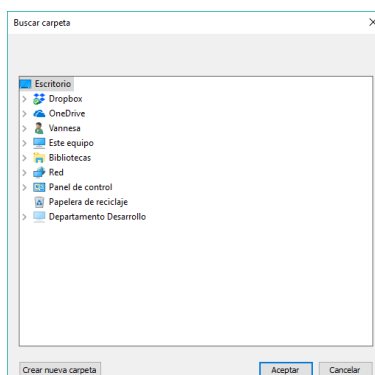 Buscar carpeta
Escritorio
Dropbox
OneDrive
Vannesa
Este equipo
Bibliotecas
Red
Panel de control
Papelera de reciclaje
Departamento Desarrollo
Crear nueva carpeta Aceptar Cancelar